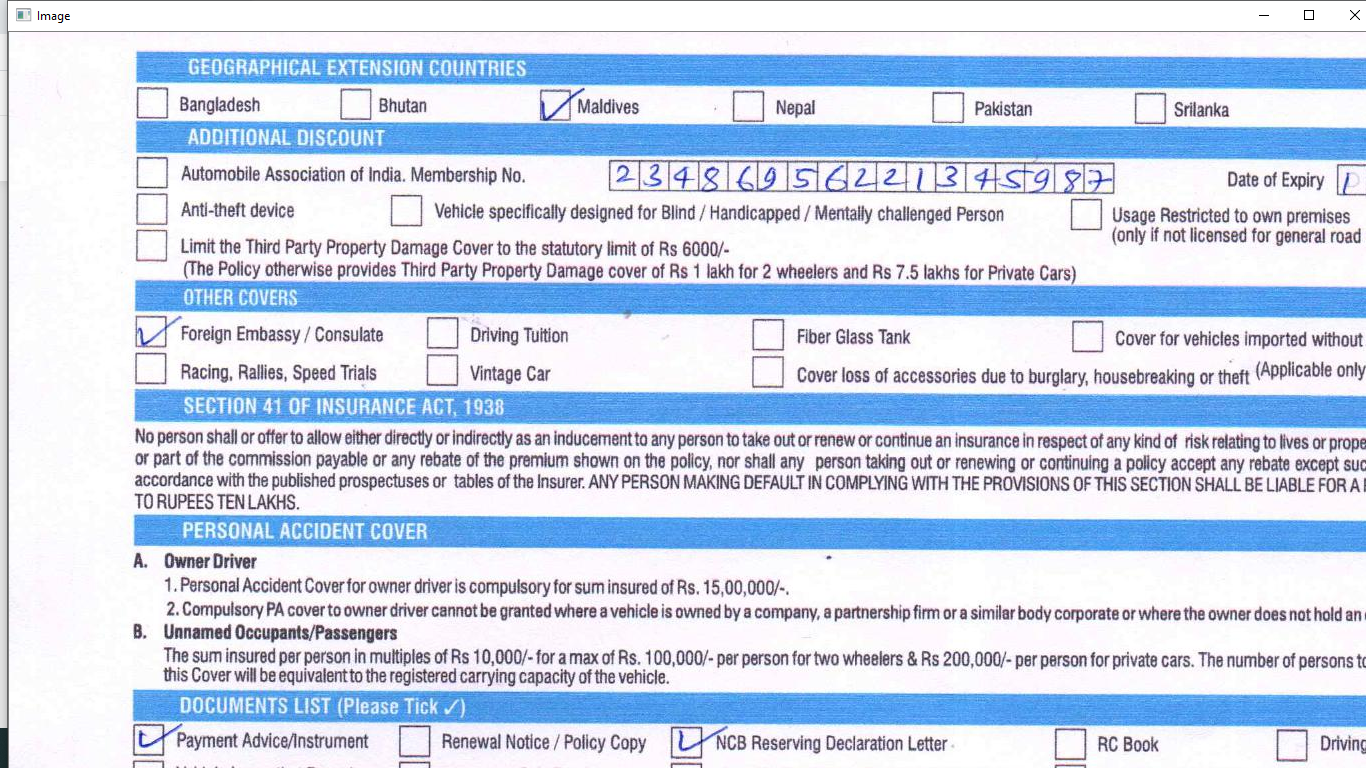 Image
GEOGRAPHICAL EXTENSION COUNTRIES
Bangladesh Bhutan Maldives Nepal Pakistan Srilanka
ADDITIONAL DISCOUNT
Automobile Association of India. Membership No. 23486956221345987 Date of Expiry D
Anti-theft device Vehicle specifically designed for Blind / Handicapped / Mentally challenged Person Usage Restricted to own premises
(only if not licensed for general road
Limit the Third Party Property Damage Cover to the statutory limit of Rs 6000/-
(The Policy otherwise provides Third Party Property Damage cover of Rs 1 lakh for 2 wheelers and Rs 7.5 lakhs for Private Cars)
OTHER COVERS
Foreign Embassy / Consulate Driving Tuition Fiber Glass Tank Cover for vehicles imported without
Racing, Rallies, Speed Trials Vintage Car Cover loss of accessories due to burglary, housebreaking or theft (Applicable only
SECTION 41 OF INSURANCE ACT, 1938
No person shall or offer to allow either directly or indirectly as an inducement to any person to take out or renew or continue an insurance in respect of any kind of risk relating to lives or prope
or part of the commission payable or any rebate of the premium shown on the policy, nor shall any person taking out or renewing or continuing a policy accept any rebate except suc
accordance with the published prospectuses or tables of the Insurer. ANY PERSON MAKING DEFAULT IN COMPLYING WITH THE PROVISIONS OF THIS SECTION SHALL BE LIABLE FOR A
TO RUPEES TEN LAKHS.
PERSONAL ACCIDENT COVER
A. Owner Driver
1. Personal Accident Cover for owner driver is compulsory for sum insured of Rs. 15,00,000/-.
2. Compulsory PA cover to owner driver cannot be granted where a vehicle is owned by a company, a partnership firm or a similar body corporate or where the owner does not hold an
B. Unnamed Occupants/Passengers
The sum insured per person in multiples of Rs 10,000/- for a max of Rs. 100,000/- per person for two wheelers & Rs 200,000/- per person for private cars. The number of persons to
this Cover will be equivalent to the registered carrying capacity of the vehicle.
DOCUMENTS LIST (Please Tick ✓)
Payment Advice/Instrument Renewal Notice / Policy Copy NCB Reserving Declaration Letter RC Book Driving